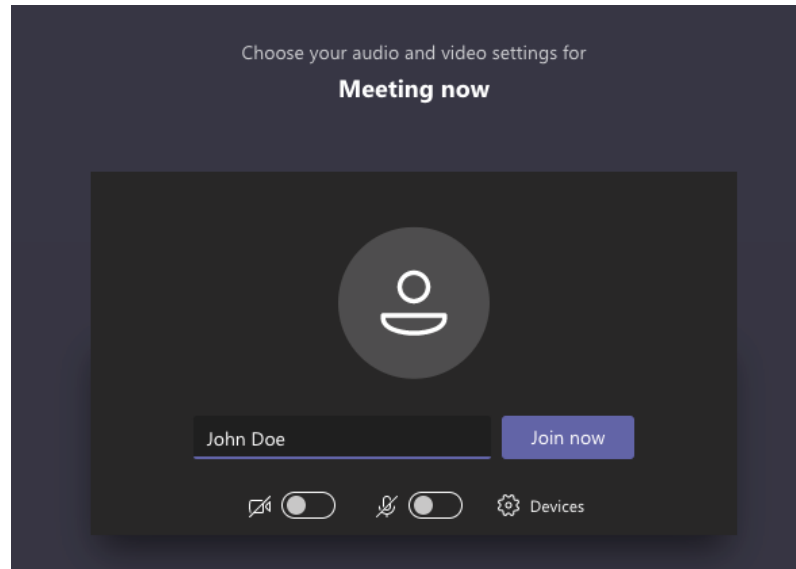 Choose your audio and video settings for
Meeting now
John Doe
Join now
Devices